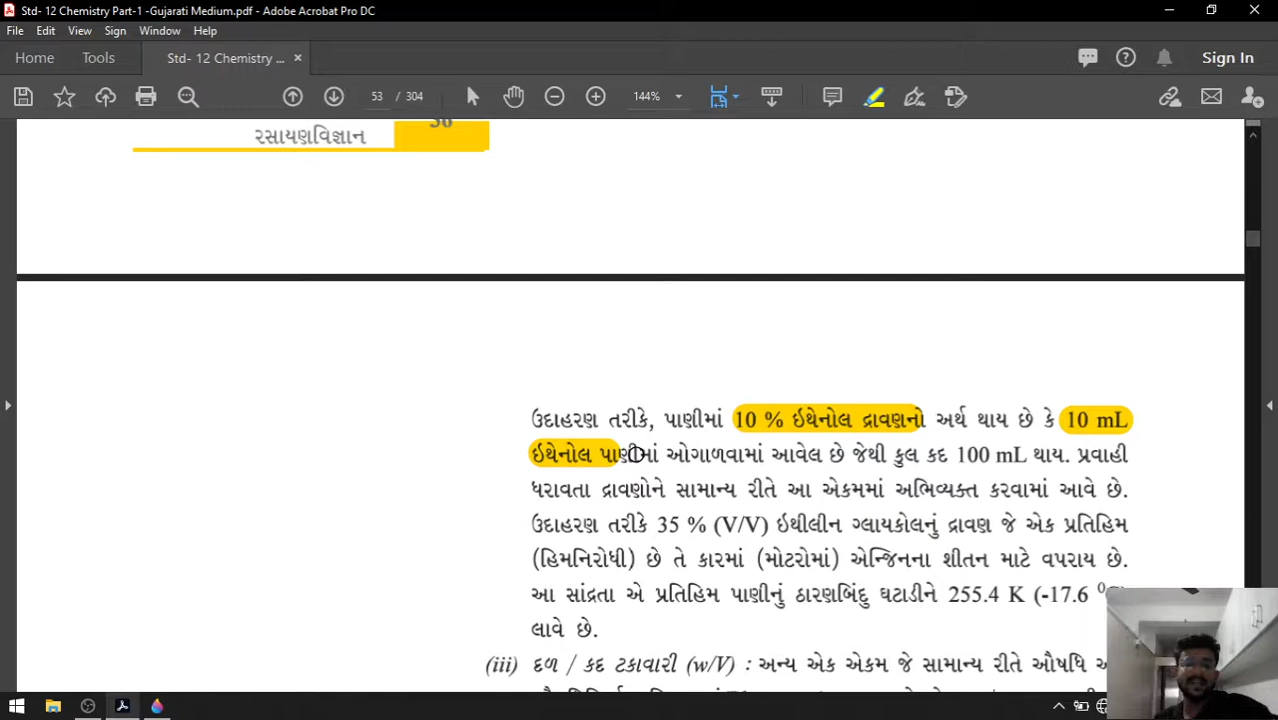 Std- 12 Chemistry Part-1 -Gujarati Medium.pdf - Adobe Acrobat Pro DC
File Edit View Sign Window Help
Home Tools Std- 12 Chemistry ... × Sign In
53 / 304 144%
રસાયણવિજ્ઞાન
ઉદાહરણ તરીકે, પાણીમાં 10 % ઇથેનોલ દ્રાવણનો અર્થ થાય છે કે 10 mL
ઇથેનોલ પાણીમાં ઓગાળવામાં આવેલ છે જેથી કુલ કદ 100 mL થાય. પ્રવાહી
ધરાવતા દ્રાવણોને સામાન્ય રીતે આ એકમમાં અભિવ્યક્ત કરવામાં આવે છે.
ઉદાહરણ તરીકે 35 % (V/V) ઇથીલીન ગ્લાયકોલનું દ્રાવણ જે એક પ્રતિહિમ
(હિમનિરોધી) છે તે કારમાં (મોટરોમાં) એન્જિનના શીતન માટે વપરાય છે.
આ સાંદ્રતા એ પ્રતિહિમ પાણીનું ઠારણબિંદુ ઘટાડીને 255.4 K (-17.6
લાવે છે.
(iii) દળ / કદ ટકાવારી (w/V) : અન્ય એક એકમ જે સામાન્ય રીતે ઔષધિ